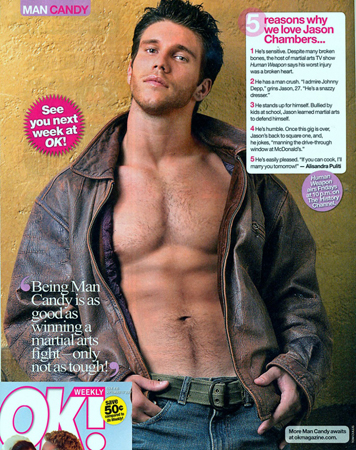 MAN CANDY
5 reasons why
we love Jason
Chambers...
1 He's sensitive. Despite many broken
bones, the host of martial arts TV show
Human Weapon says his worst injury
was a broken heart.
2 He has a man crush. "I admire Johnny
Depp," grins Jason, 27. "He's a snazzy
dresser."
3 He stands up for himself. Bullied by
kids at school, Jason learned martial arts
to defend himself.
4 He's humble. Once this gig is over,
Jason's back to square one, and,
he jokes, "manning the drive-through
window at McDonald's."
5 He's easily pleased. "If you can cook, I'll
marry you tomorrow!" — Alisandra Puliti
Human
Weapon
airs Fridays
at 10 p.m. on
The History
Channel
See
you next
week at
OK!
‘Being Man
Candy is as
good as
winning a
martial arts
fight—only
not as tough!’
WEEKLY
OK!
save
50¢
More Man Candy awaits
at okmagazine.com.